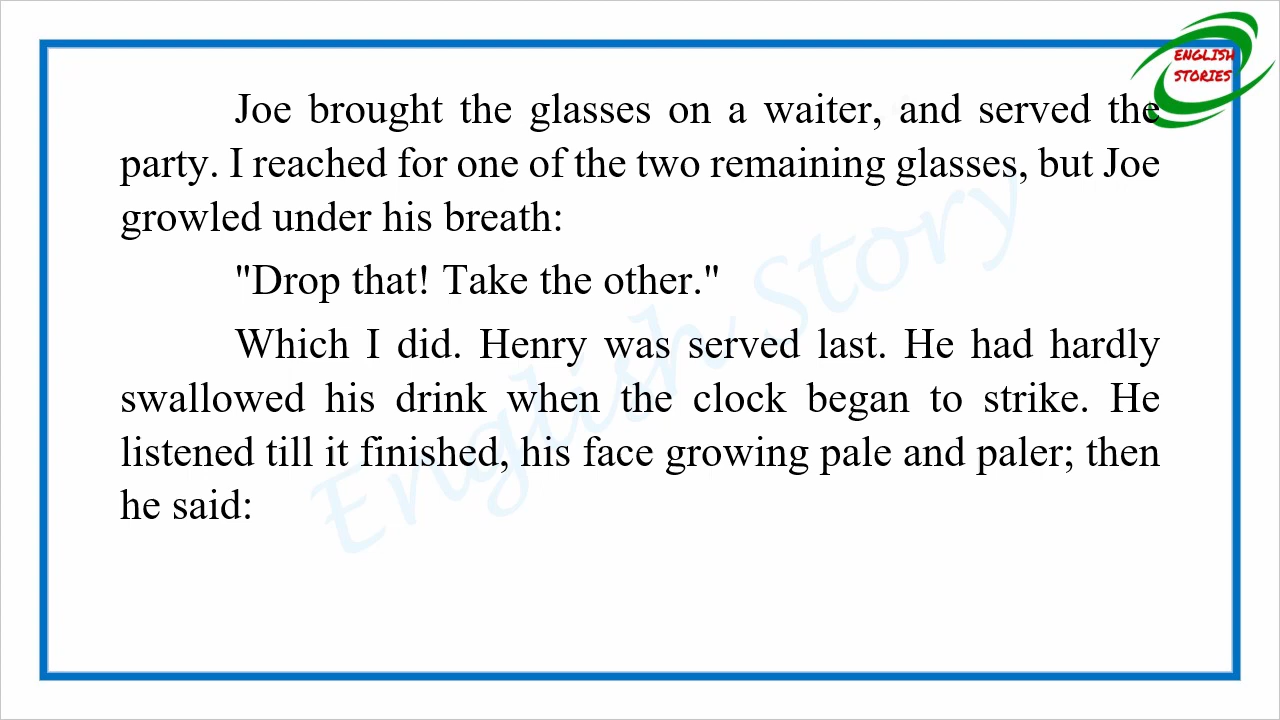 ENGLISH
STORIES
Joe brought the glasses on a waiter, and served the
party. I reached for one of the two remaining glasses, but Joe
growled under his breath:
"Drop that! Take the other."
Which I did. Henry was served last. He had hardly
swallowed his drink when the clock began to strike. He
listened till it finished, his face growing pale and paler; then
he said:
English Story